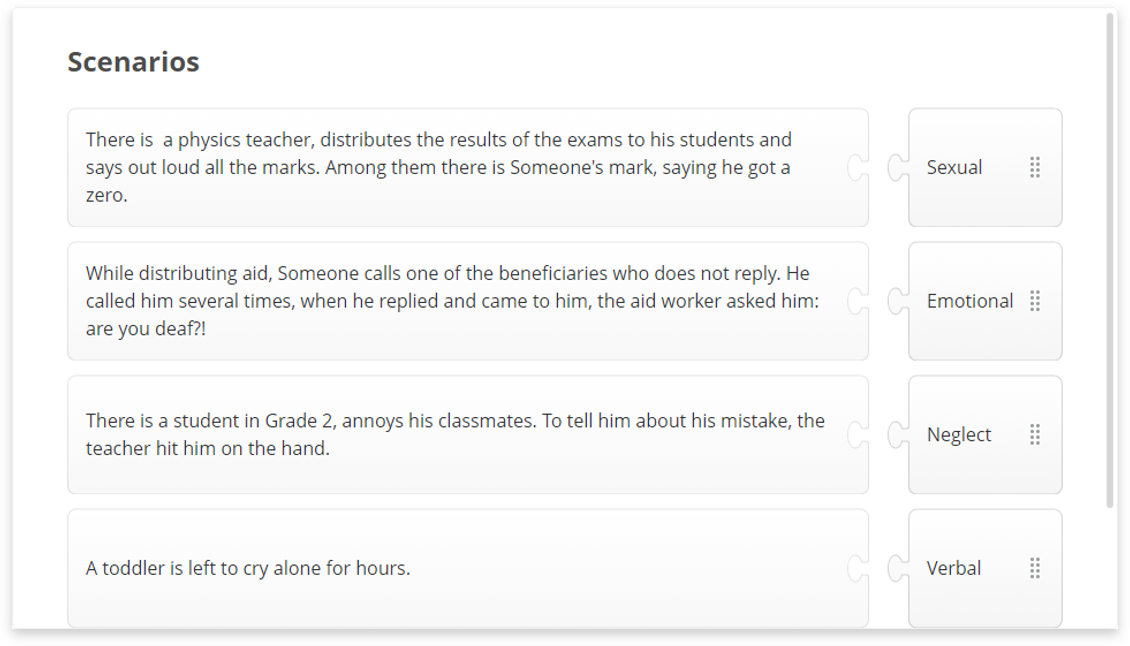 Scenarios
There is  a physics teacher, distributes the results of the exams to his students and
says out loud all the marks. Among them there is Someone's mark, saying he got a
zero.
Sexual
While distributing aid, Someone calls one of the beneficiaries who does not reply. He
called him several times, when he replied and came to him, the aid worker asked him:
are you deaf?!
Emotional
There is a student in Grade 2, annoys his classmates. To tell him about his mistake, the
teacher hit him on the hand.
Neglect
A toddler is left to cry alone for hours.
Verbal